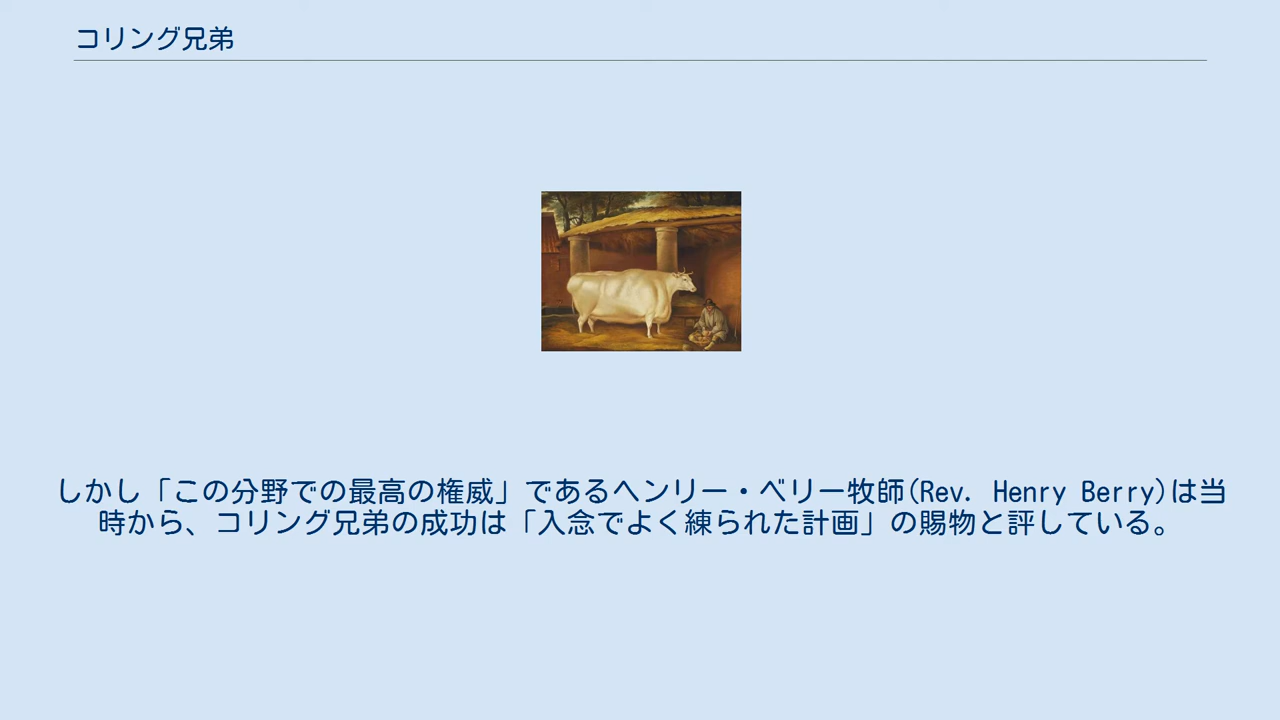 コリング兄弟
しかし「この分野での最高の権威」であるヘンリー・ベリー牧師(Rev. Henry Berry)は当
時から、コリング兄弟の成功は「入念でよく練られた計画」の賜物と評している。